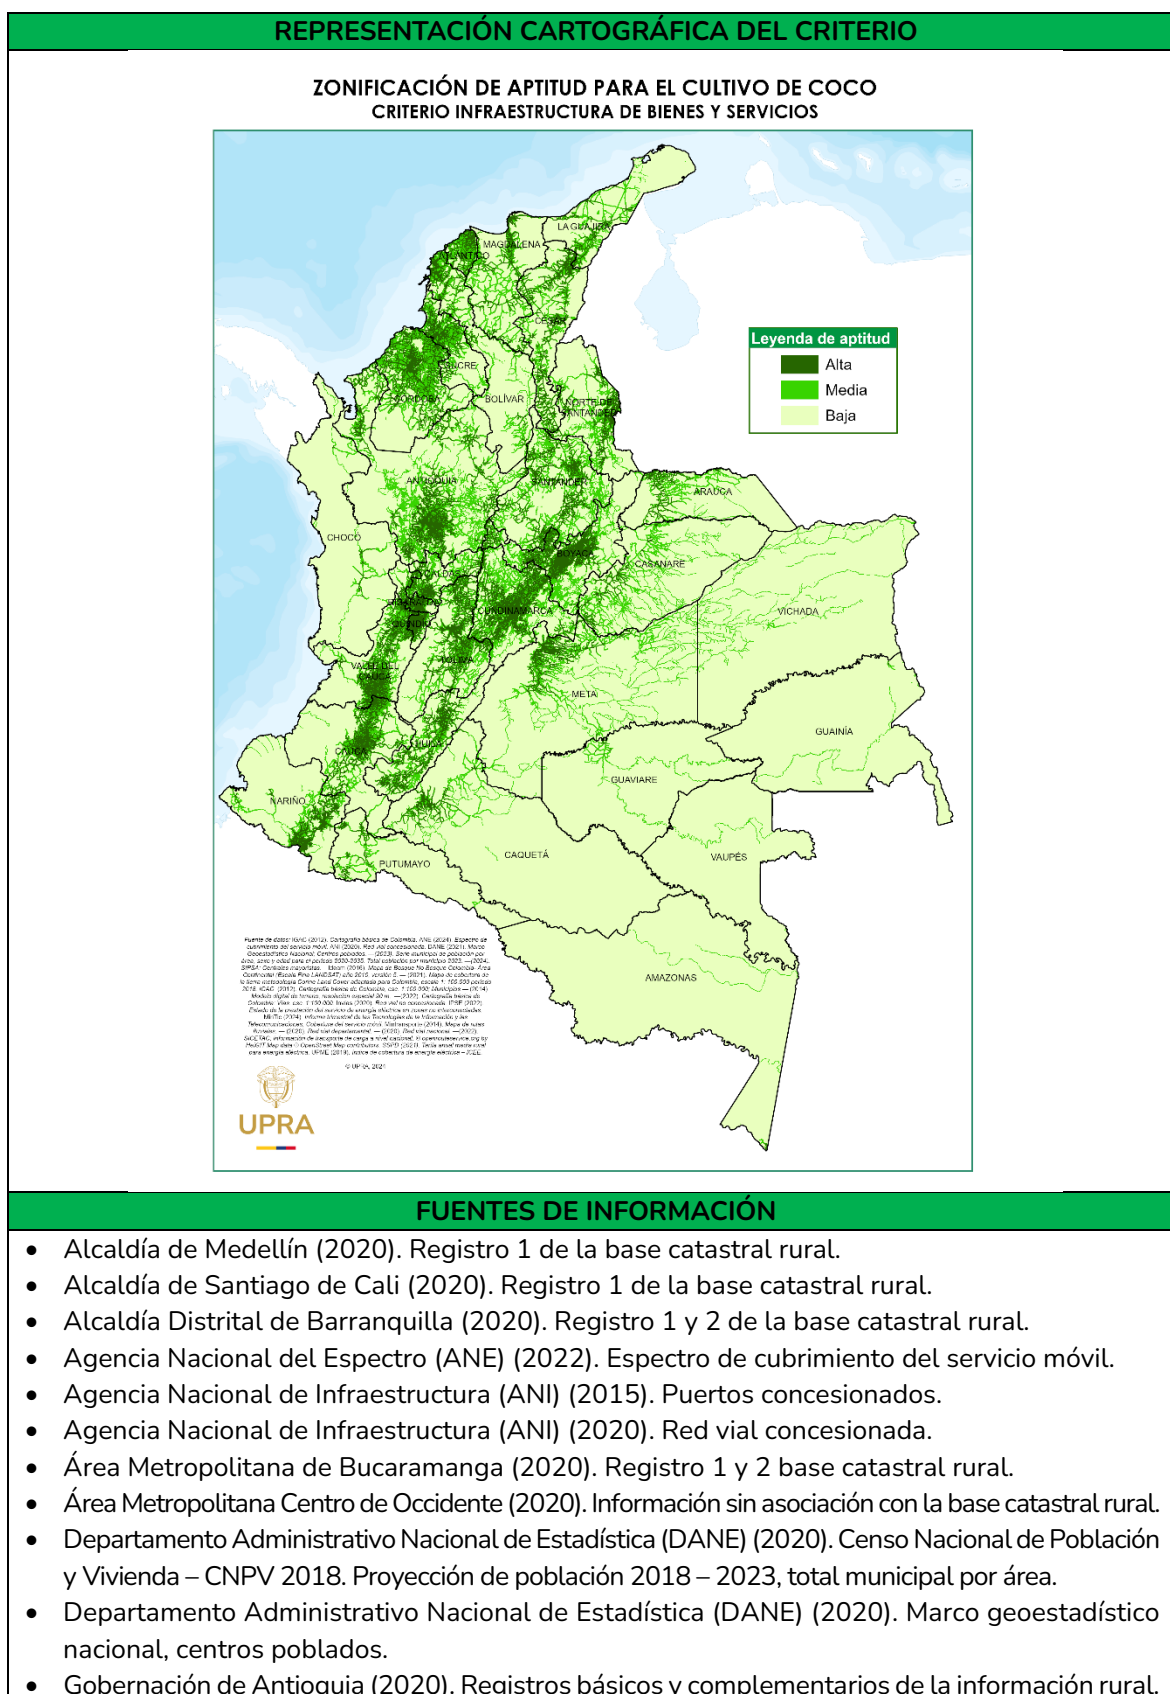 REPRESENTACIÓN CARTOGRÁFICA DEL CRITERIO
ZONIFICACIÓN DE APTITUD PARA EL CULTIVO DE COCO
CRITERIO INFRAESTRUCTURA DE BIENES Y SERVICIOS
LA GUAJIRA
MAGDALENA
ATLÁNTICO
CESAR
Leyenda de aptitud
Alta
Media
Baja
SUCRE
CÓRDOBA
BOLÍVAR
NORTE DE
SANTANDER
ANTIOQUIA
SANTANDER
ARAUCA
CHOCÓ
BOYACÁ
CASANARE
CALDAS
RISARALDA
CUNDINAMARCA
VICHADA
QUINDÍO
TOLIMA
VALLE DEL
CAUCA
META
GUAINÍA
CAUCA
HUILA
GUAVIARE
NARIÑO
CAQUETÁ
VAUPÉS
PUTUMAYO
AMAZONAS
© UPRA, 2024
UPRA
FUENTES DE INFORMACIÓN
• Alcaldía de Medellín (2020). Registro 1 de la base catastral rural.
• Alcaldía de Santiago de Cali (2020). Registro 1 de la base catastral rural.
• Alcaldía Distrital de Barranquilla (2020). Registro 1 y 2 de la base catastral rural.
• Agencia Nacional del Espectro (ANE) (2022). Espectro de cubrimiento del servicio móvil.
• Agencia Nacional de Infraestructura (ANI) (2015). Puertos concesionados.
• Agencia Nacional de Infraestructura (ANI) (2020). Red vial concesionada.
• Área Metropolitana de Bucaramanga (2020). Registro 1 y 2 base catastral rural.
• Área Metropolitana Centro de Occidente (2020). Información sin asociación con la base catastral rural.
• Departamento Administrativo Nacional de Estadística (DANE) (2020). Censo Nacional de Población
y Vivienda – CNPV 2018. Proyección de población 2018 – 2023, total municipal por área.
• Departamento Administrativo Nacional de Estadística (DANE) (2020). Marco geoestadístico
nacional, centros poblados.
• Gobernación de Antioquia (2020). Registros básicos y complementarios de la información rural.